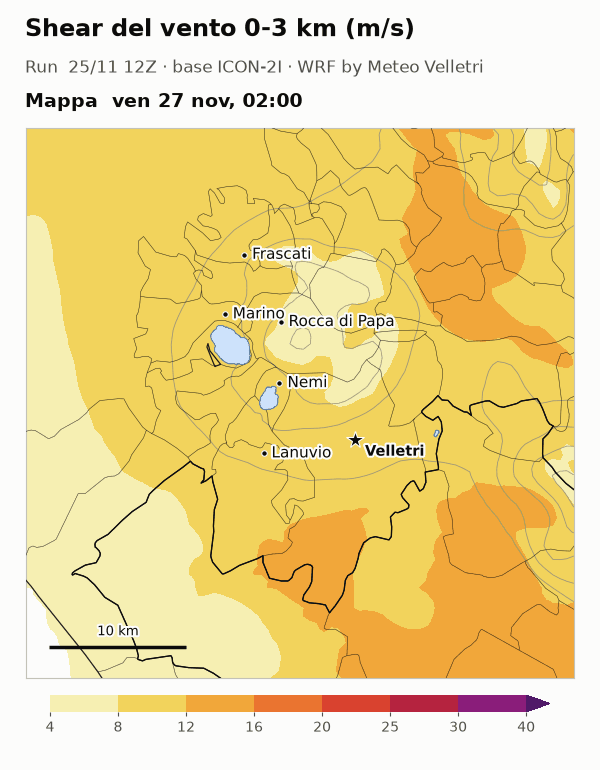 Shear del vento 0-3 km (m/s)
Run  25/11 12Z · base ICON-2I · WRF by Meteo Velletri
Mappa  ven 27 nov, 02:00
Frascati
Marino
Rocca di Papa
Nemi
Velletri
Lanuvio
10 km
4 8 12 16 20 25 30 40